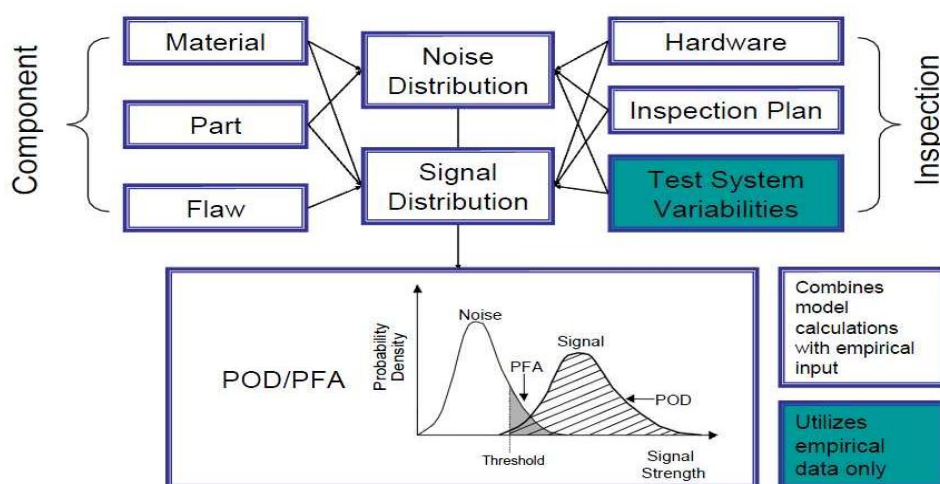 Component
Material
Part
Flaw
Noise
Distribution
Signal
Distribution
Hardware
Inspection Plan
Test System
Variabilities
Inspection
POD/PFA
Probability
Density
Noise
PFA
Signal
POD
Threshold
Signal
Strength
Combines
model
calculations
with empirical
input
Utilizes
empirical
data only